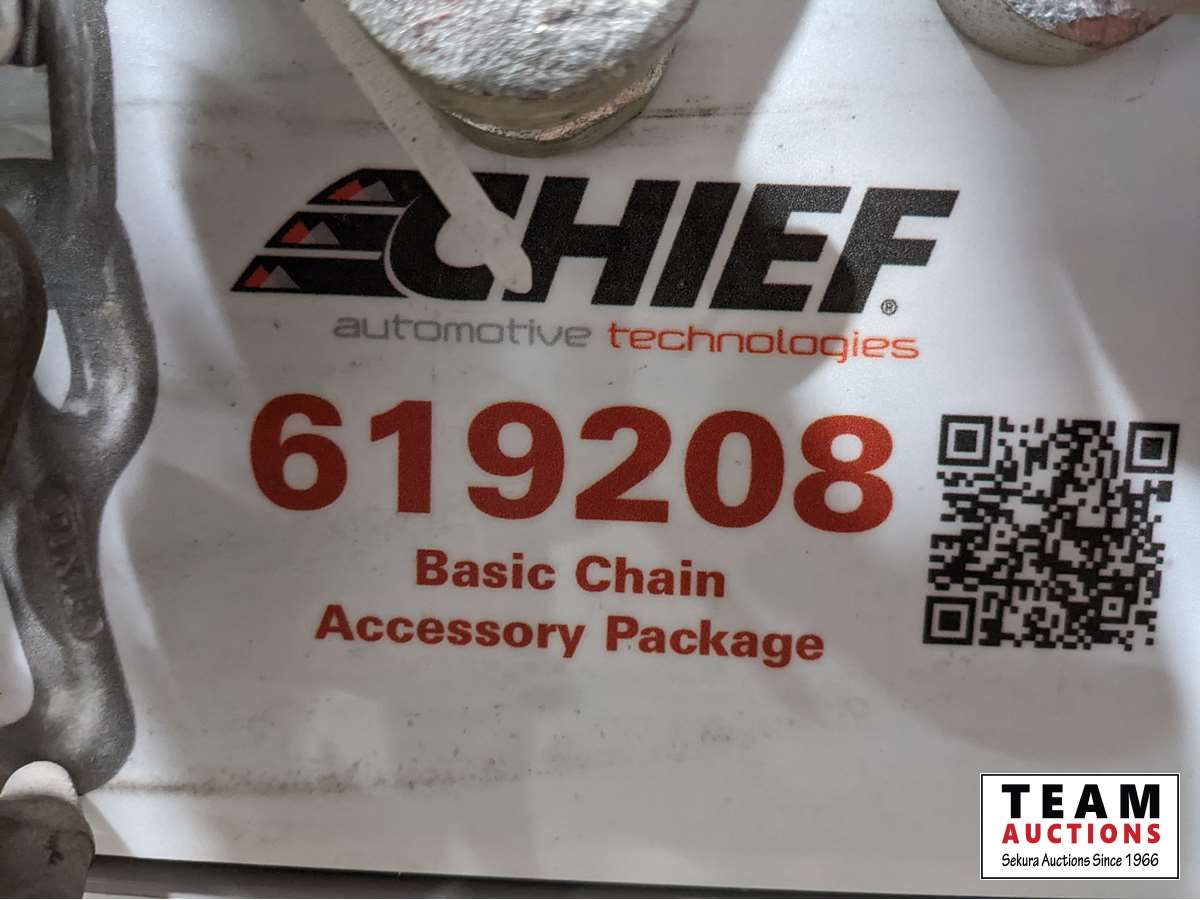 CHIEF®
automotive technologies
619208
Basic Chain
Accessory Package
TEAM
AUCTIONS
Sekura Auctions Since 1966